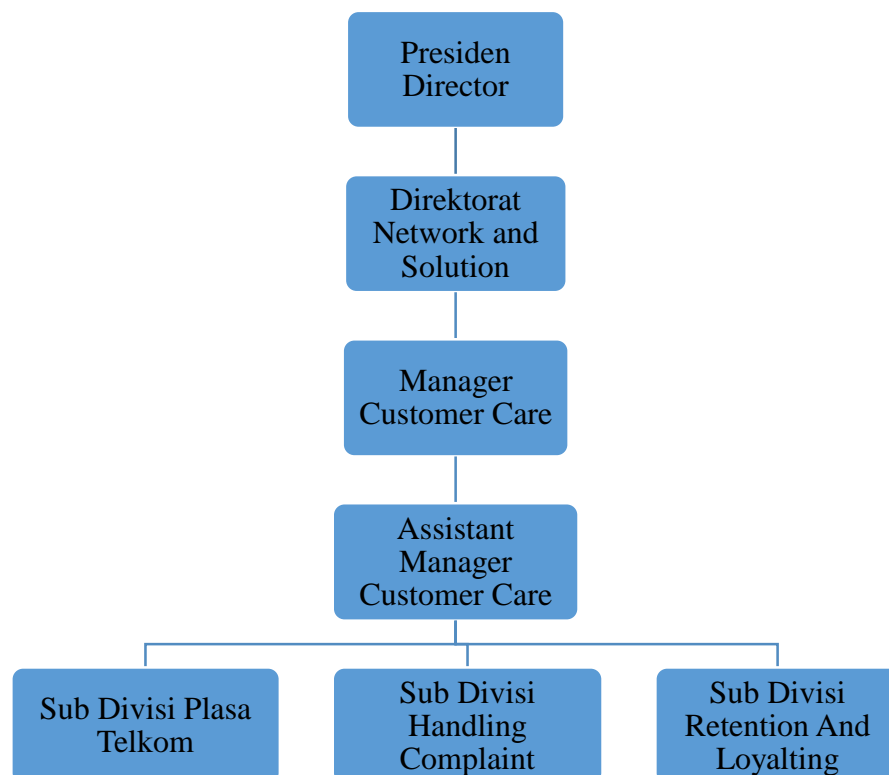 Presiden
Director
Direktorat
Network and
Solution
Manager
Customer Care
Assistant
Manager
Customer Care
Sub Divisi Plasa
Telkom
Sub Divisi
Handling
Complaint
Sub Divisi
Retention And
Loyalting